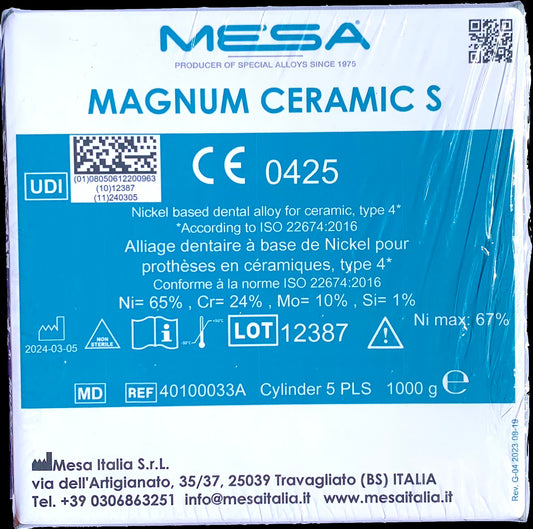 MESA®
PRODUCER OF SPECIAL ALLOYS SINCE 1975
MAGNUM CERAMIC S
UDI
(01)08050612200963
(10)12387
(11)240305
CE 0425
Nickel based dental alloy for ceramic, type 4*
*According to ISO 22674:2016
Alliage dentaire à base de Nickel pour
prothèses en céramiques, type 4*
Conforme à la norme ISO 22674:2016
Ni= 65% , Cr= 24% , Mo= 10% , Si= 1%
2024-03-05
NON
STERILE
LOT 12387
Ni max: 67%
MD
REF 40100033A Cylinder 5 PLS 1000 g e
Mesa Italia S.r.L.
via dell'Artigianato, 35/37, 25039 Travagliato (BS) ITALIA
Tel. +39 0306863251 info@mesaitalia.it www.mesaitalia.it
Rev. G-04 2023-09-19